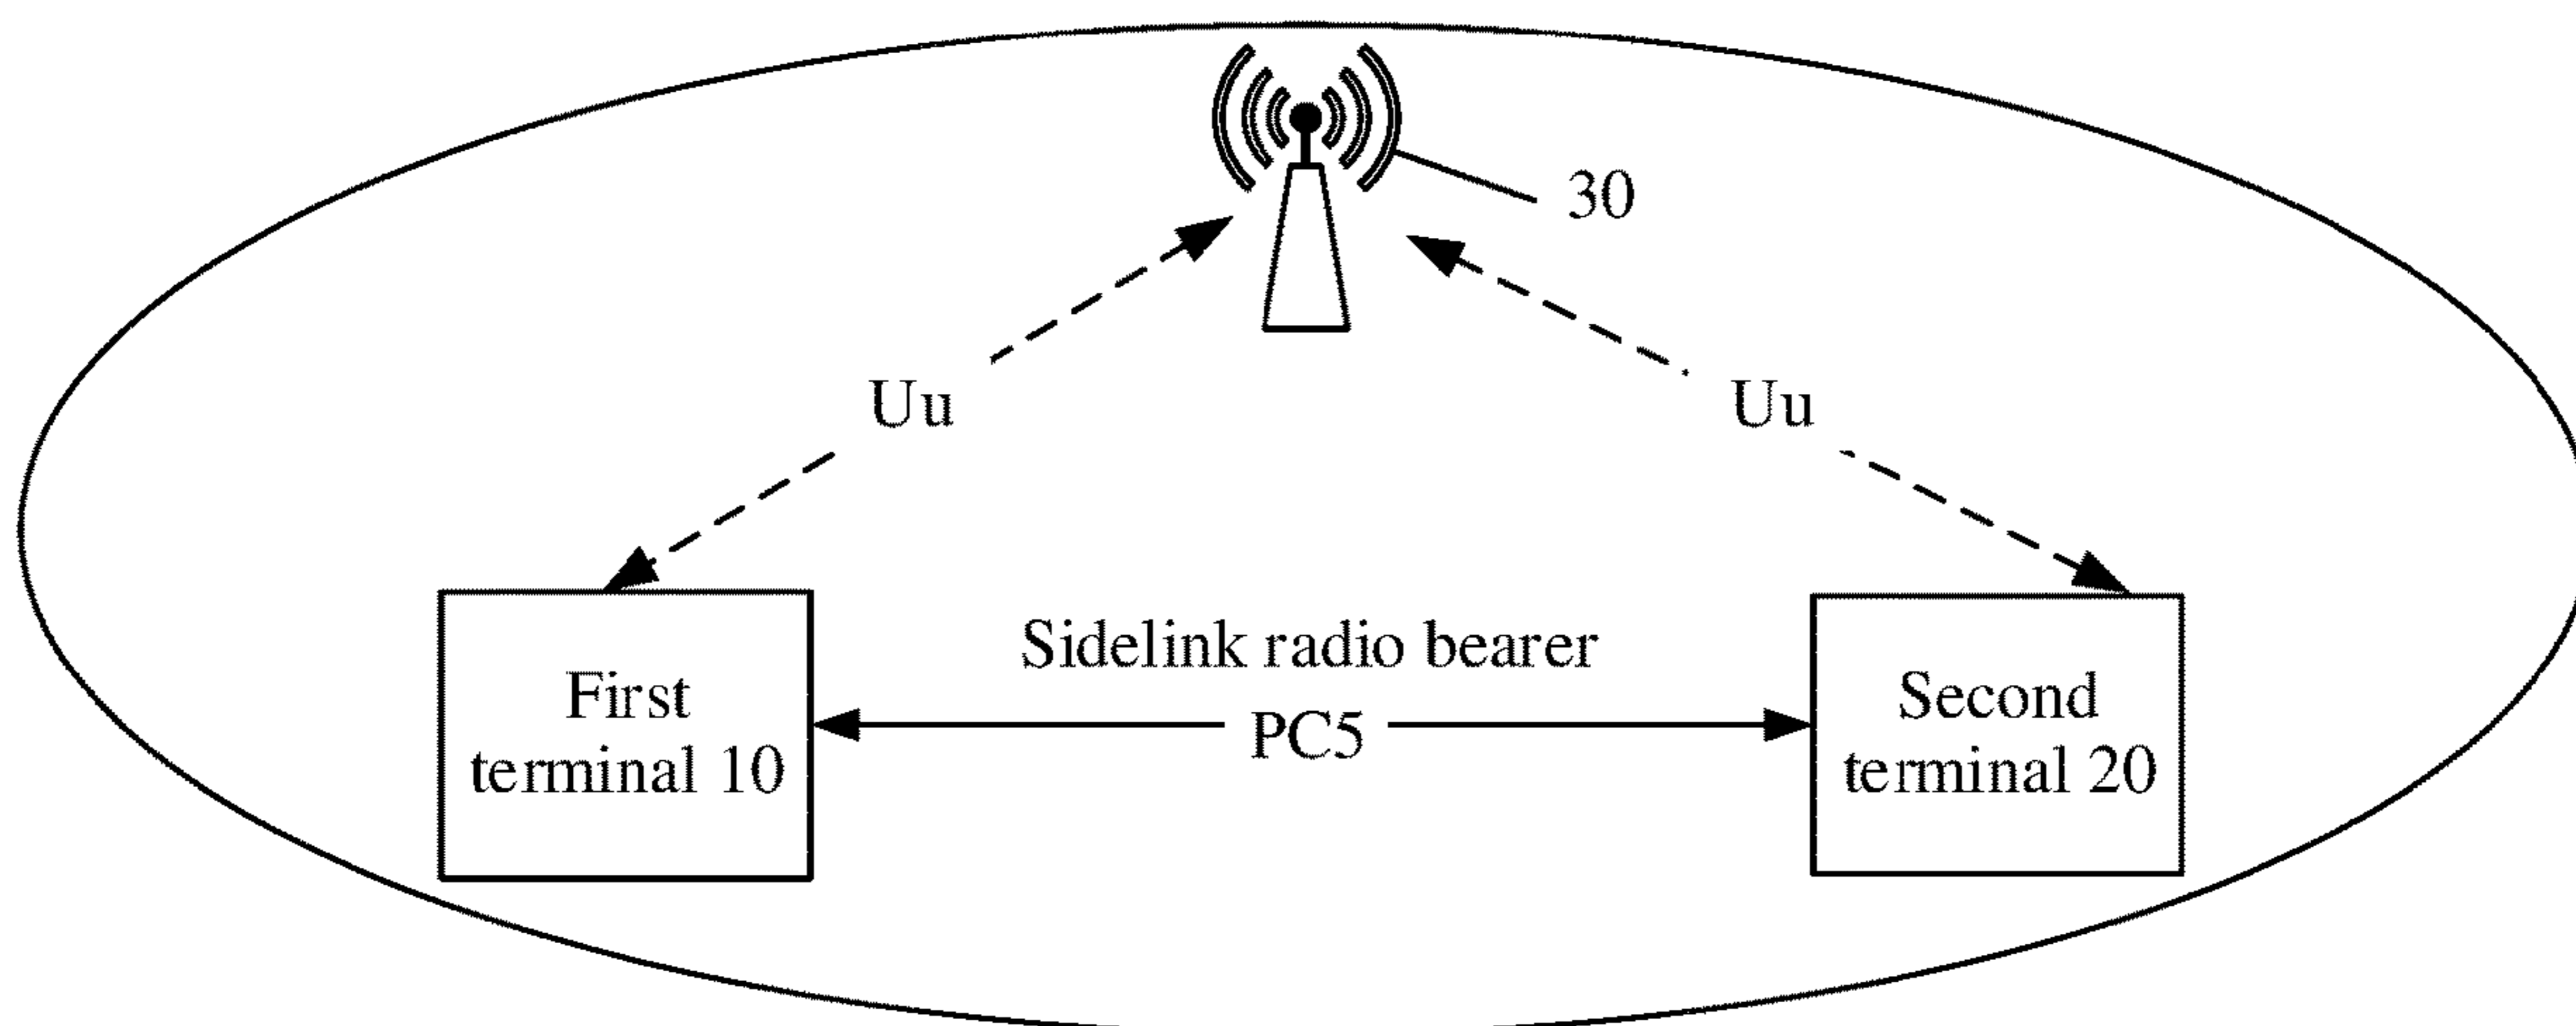 30
Uu
Uu
Sidelink radio bearer
PC5
First
terminal 10
Second
terminal 20